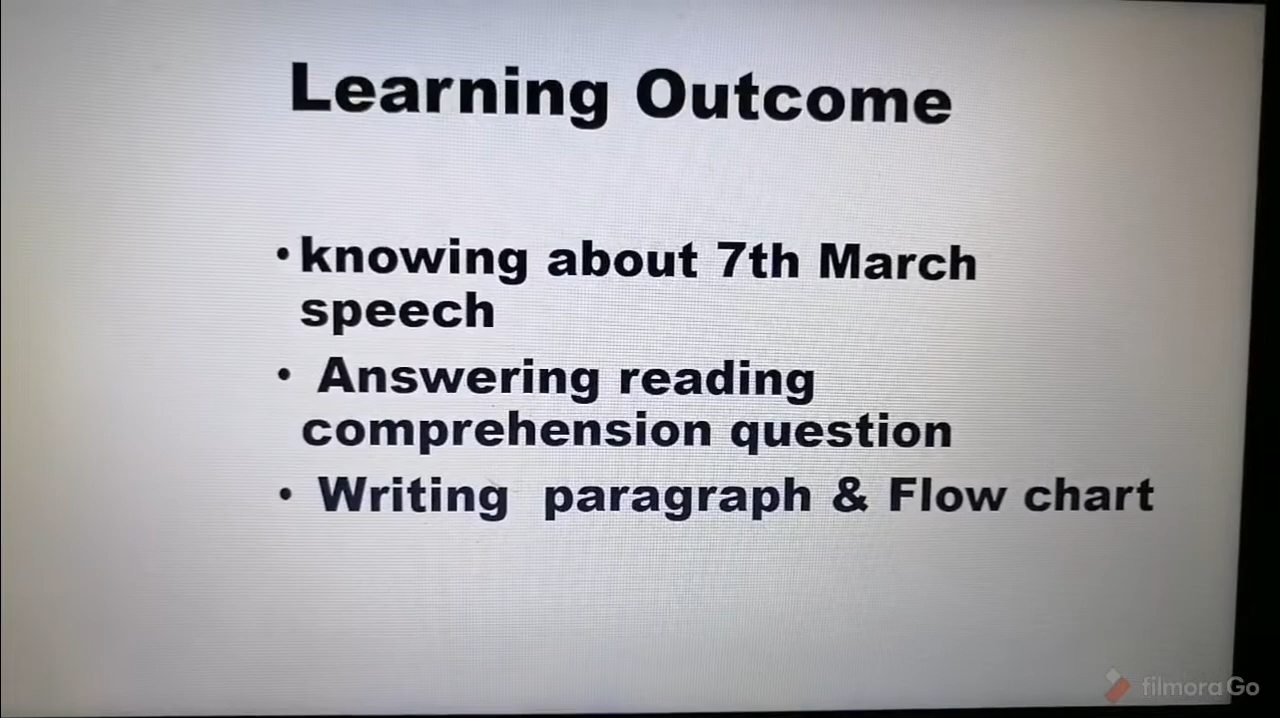 Learning Outcome
•knowing about 7th March
speech
• Answering reading
comprehension question
• Writing paragraph & Flow chart
filmoraGo